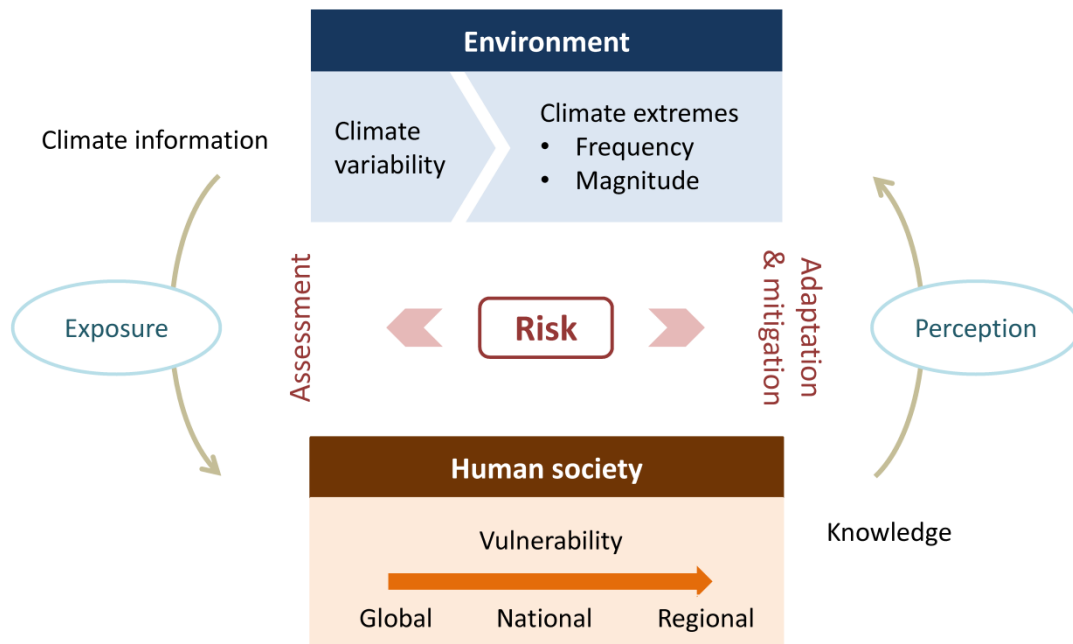 Environment
Climate information
Climate
variability
Climate extremes
• Frequency
• Magnitude
Exposure
Assessment
Risk
Adaptation
& mitigation
Perception
Human society
Vulnerability
Global National Regional
Knowledge